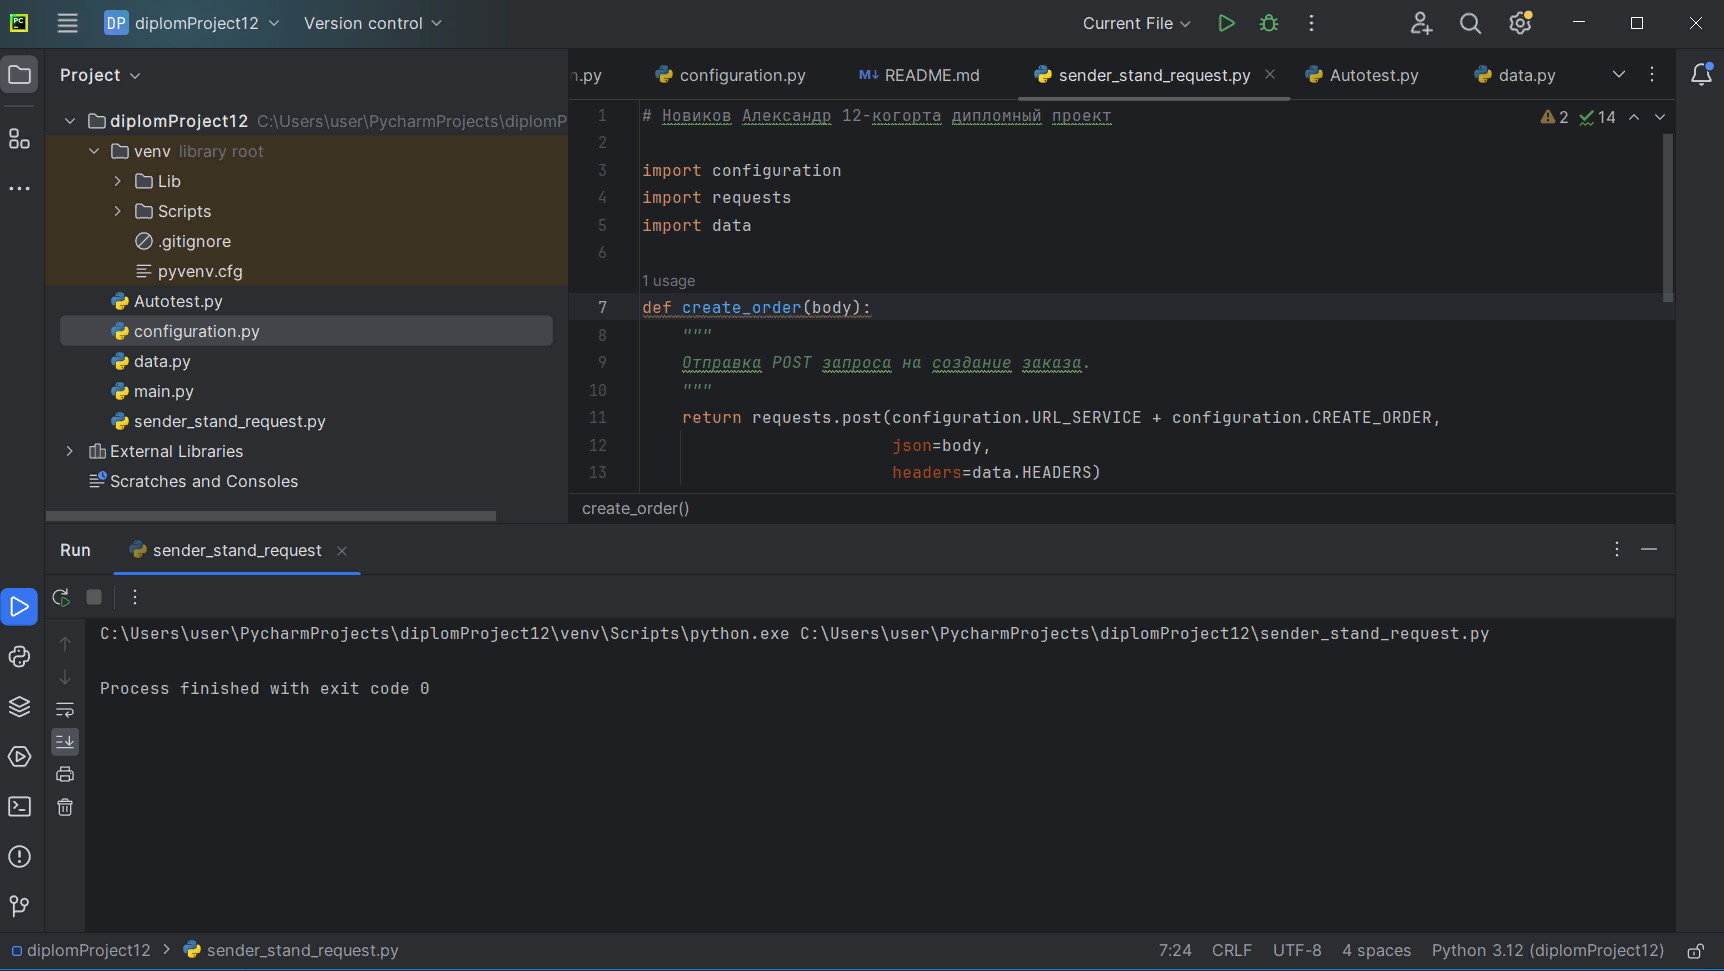 PC
DP diplomProject12
Version control
Current File
Project
n.py
configuration.py
M↓ README.md
sender_stand_request.py
Autotest.py
data.py
diplomProject12 C:\Users\user\PycharmProjects\diplomP
venv library root
Lib
Scripts
.gitignore
pyvenv.cfg
Autotest.py
configuration.py
data.py
main.py
sender_stand_request.py
External Libraries
Scratches and Consoles
2 14
1 # Новиков Александр 12-когорта дипломный проект
2
3 import configuration
4 import requests
5 import data
6
1 usage
7 def create_order(body):
8 """
9 Отправка POST запроса на создание заказа.
10 """
11 return requests.post(configuration.URL_SERVICE + configuration.CREATE_ORDER,
12 json=body,
13 headers=data.HEADERS)
create_order()
Run
sender_stand_request
C:\Users\user\PycharmProjects\diplomProject12\venv\Scripts\python.exe C:\Users\user\PycharmProjects\diplomProject12\sender_stand_request.py
Process finished with exit code 0
diplomProject12 > sender_stand_request.py
7:24 CRLF UTF-8 4 spaces Python 3.12 (diplomProject12)